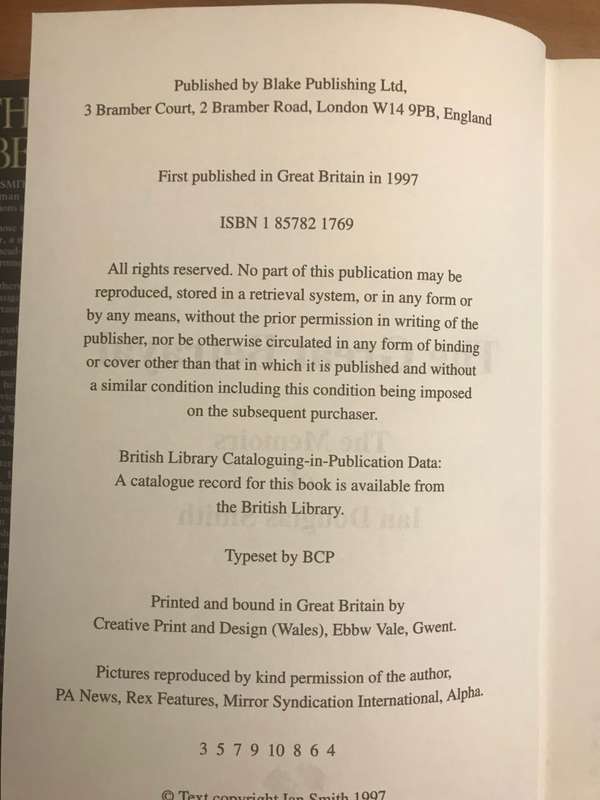 Published by Blake Publishing Ltd,
3 Bramber Court, 2 Bramber Road, London W14 9PB, England
First published in Great Britain in 1997
ISBN 1 85782 1769
All rights reserved. No part of this publication may be
reproduced, stored in a retrieval system, or in any form or
by any means, without the prior permission in writing of the
publisher, nor be otherwise circulated in any form of binding
or cover other than that in which it is published and without
a similar condition including this condition being imposed
on the subsequent purchaser.
British Library Cataloguing-in-Publication Data:
A catalogue record for this book is available from
the British Library.
Typeset by BCP
Printed and bound in Great Britain by
Creative Print and Design (Wales), Ebbw Vale, Gwent.
Pictures reproduced by kind permission of the author,
PA News, Rex Features, Mirror Syndication International, Alpha.
3 5 7 9 10 8 6 4
© Text copyright Ian Smith 1997